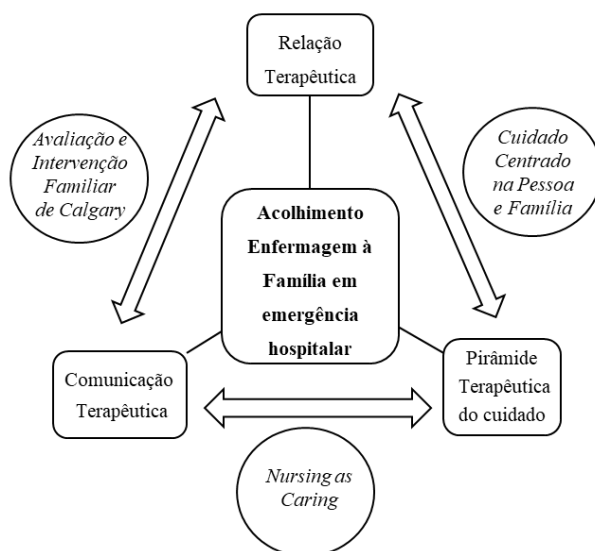 Relação
Terapêutica
Avaliação e
Intervenção
Familiar
de Calgary
Cuidado
Centrado
na Pessoa
e Família
Acolhimento
Enfermagem à
Família em
emergência
hospitalar
Comunicação
Terapêutica
Pirâmide
Terapêutica
do cuidado
Nursing as
Caring